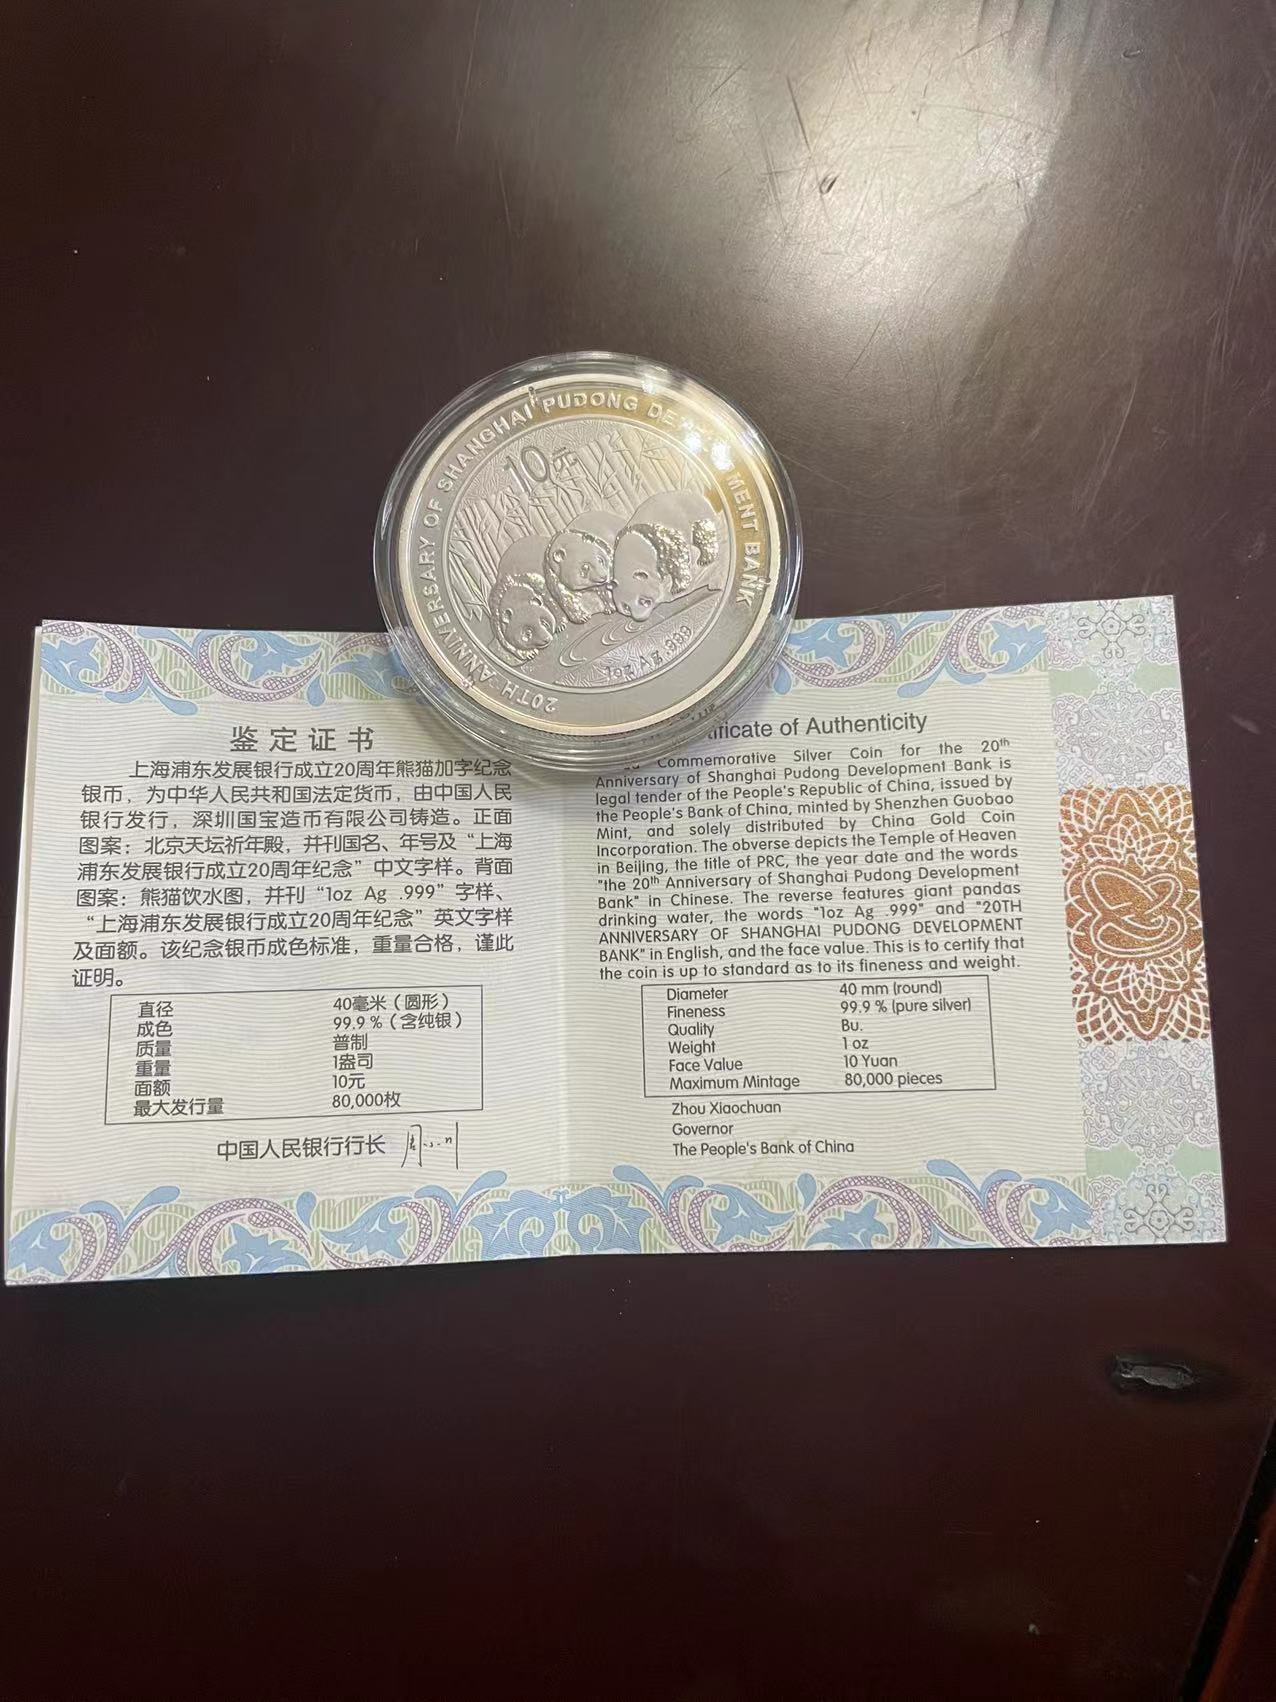 20TH ANNIVERSARY OF SHANGHAI PUDONG BANK
10元
1oz Ag .999
鉴定证书
上海浦东发展银行成立20周年熊猫加字纪念
银币，为中华人民共和国法定货币，由中国人民
银行发行，深圳国宝造币有限公司铸造。正面
图案：北京天坛祈年殿，并刊国名、年号及“上海
浦东发展银行成立20周年纪念”中文字样。背面
图案：熊猫饮水图，并刊“1oz Ag .999”字样、
“上海浦东发展银行成立20周年纪念”英文字样
及面额。该纪念银币成色标准，重量合格，谨此
证明。
直径 40毫米（圆形）
成色 99.9％（含纯银）
质量 普制
重量 1盎司
面额 10元
最大发行量 80,000枚
中国人民银行行长
of Authenticity
Commemorative Silver Coin for the 20th
Anniversary of Shanghai Pudong Development Bank is
legal tender of the People's Republic of China, issued by
the People's Bank of China, minted by Shenzhen Guobao
Mint, and solely distributed by China Gold Coin
Incorporation. The obverse depicts the Temple of Heaven
in Beijing, the title of PRC, the year date and the words
"the 20th Anniversary of Shanghai Pudong Development
Bank" in Chinese. The reverse features giant pandas
drinking water, the words "1oz Ag .999" and "20TH
ANNIVERSARY OF SHANGHAI PUDONG DEVELOPMENT
BANK" in English, and the face value. This is to certify that
the coin is up to standard as to its fineness and weight.
Diameter 40 mm (round)
Fineness 99.9 % (pure silver)
Quality Bu.
Weight 1 oz
Face Value 10 Yuan
Maximum Mintage 80,000 pieces
Zhou Xiaochuan
Governor
The People's Bank of China